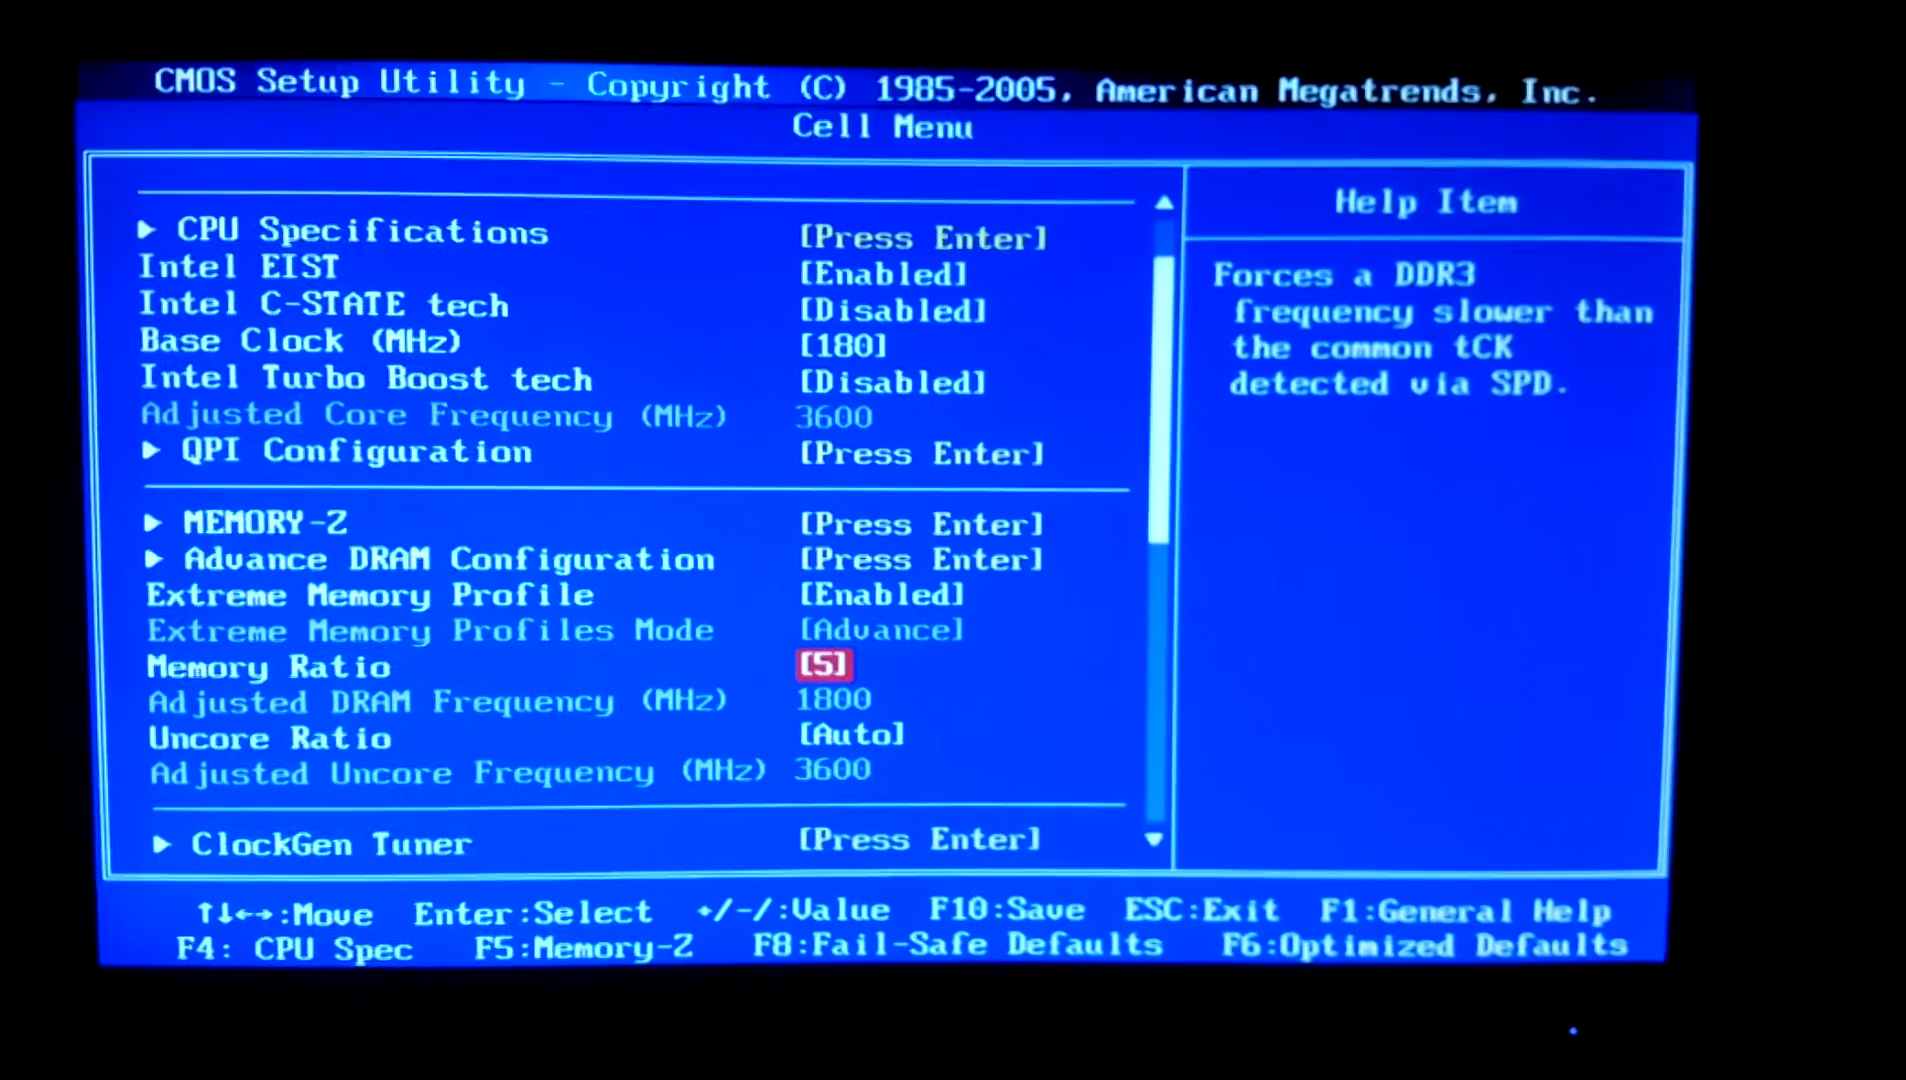 CMOS Setup Utility - Copyright (C) 1985-2005, American Megatrends, Inc.
Cell Menu
► CPU Specifications [Press Enter]
Intel EIST [Enabled]
Intel C-STATE tech [Disabled]
Base Clock (MHz) [180]
Intel Turbo Boost tech [Disabled]
Adjusted Core Frequency (MHz) 3600
► QPI Configuration [Press Enter]
► MEMORY-Z [Press Enter]
► Advance DRAM Configuration [Press Enter]
Extreme Memory Profile [Enabled]
Extreme Memory Profiles Mode [Advance]
Memory Ratio [5]
Adjusted DRAM Frequency (MHz) 1800
Uncore Ratio [Auto]
Adjusted Uncore Frequency (MHz) 3600
► ClockGen Tuner [Press Enter]
Help Item
Forces a DDR3
frequency slower than
the common tCK
detected via SPD.
↑↓←→:Move Enter:Select +/-/:Value F10:Save ESC:Exit F1:General Help
F4: CPU Spec F5:Memory-Z F8:Fail-Safe Defaults F6:Optimized Defaults